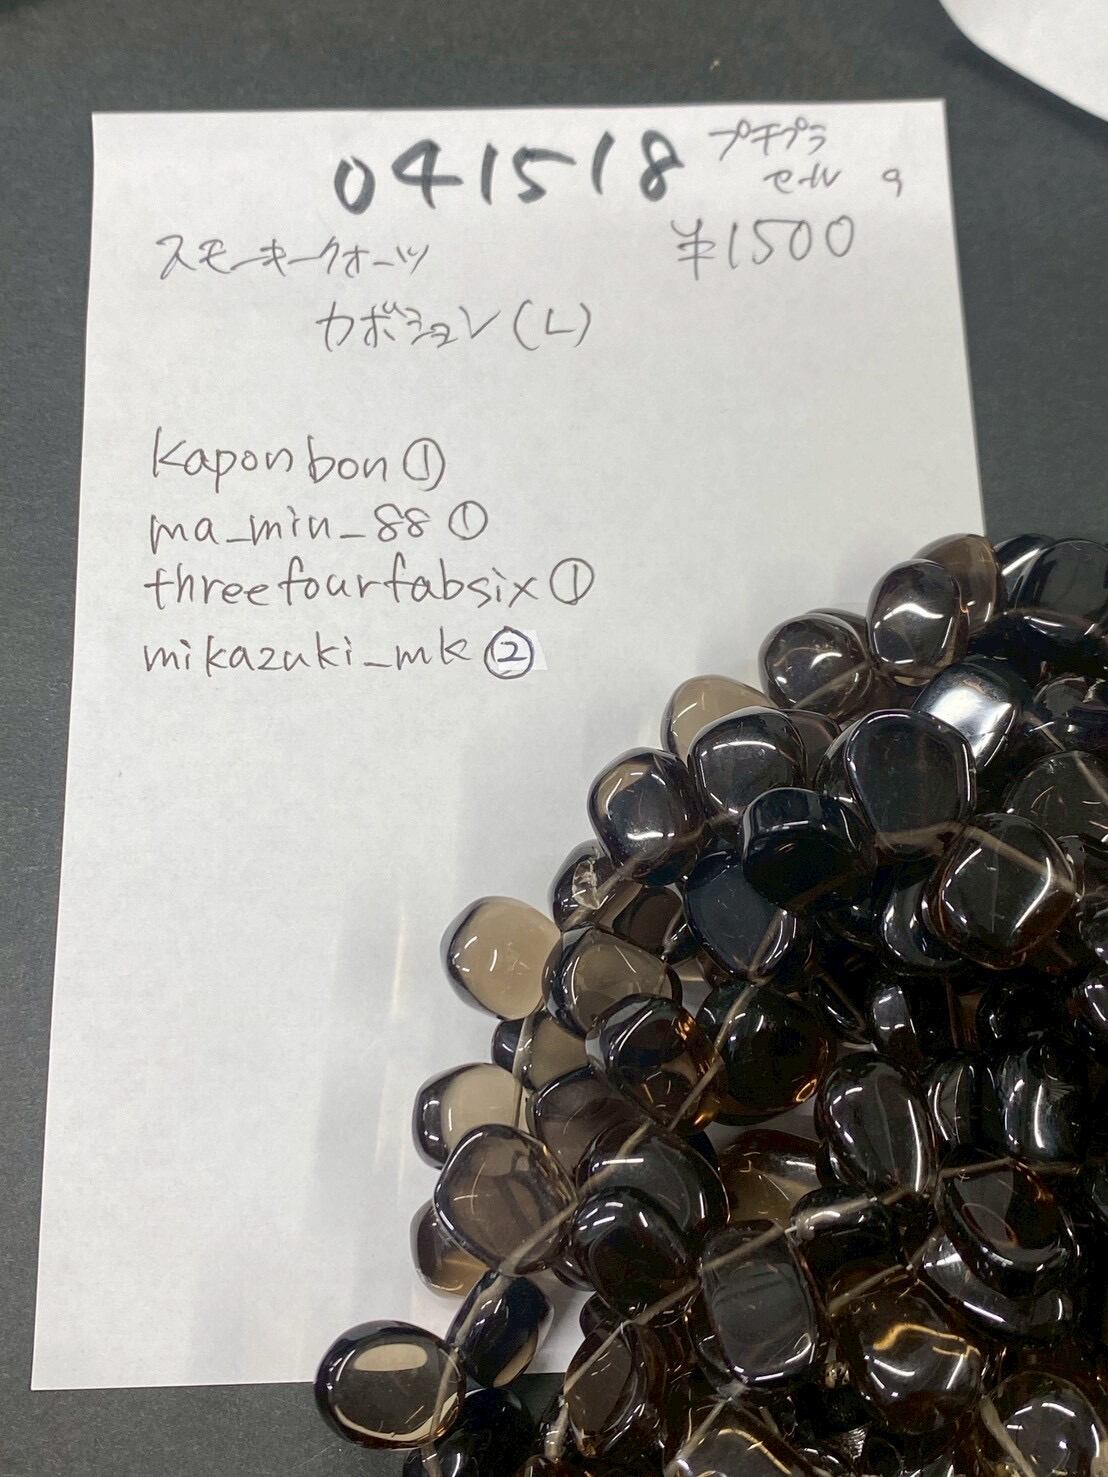 041518 プチプラ
セール 9
スモーキークォーツ ¥1500
カボション(L)
kaponbon①
ma_min_88①
threefourfabsix①
mikazuki_mk②